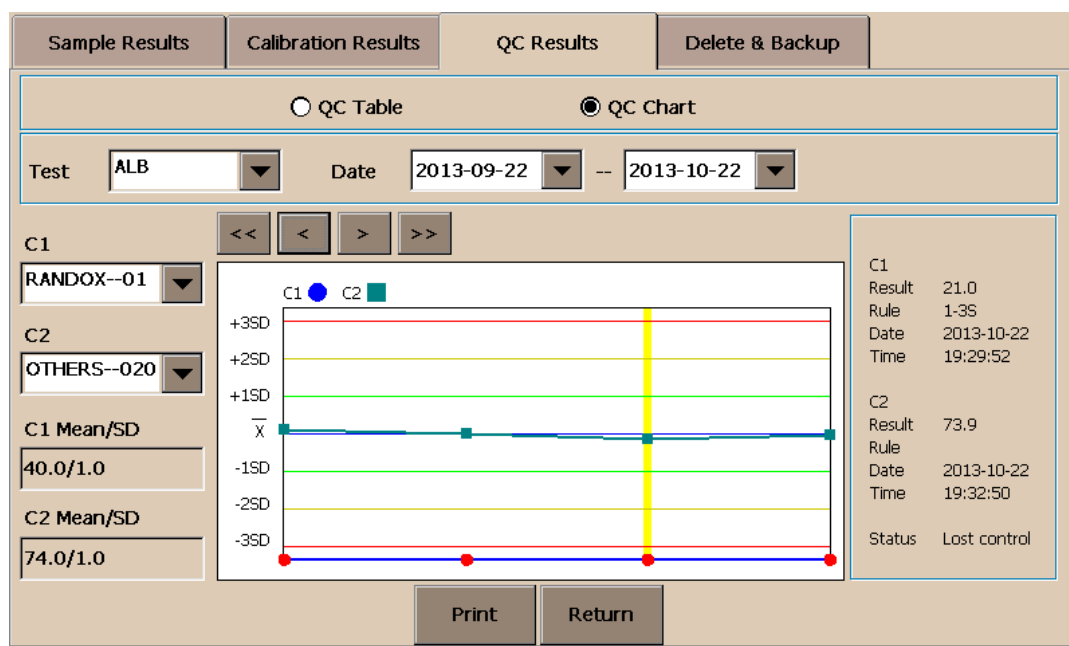 Sample Results Calibration Results QC Results Delete & Backup
QC Table QC Chart
Test ALB Date 2013-09-22 -- 2013-10-22
<< < > >>
C1
RANDOX--01
C2
OTHERS--020
C1 Mean/SD
40.0/1.0
C2 Mean/SD
74.0/1.0
C1 C2
+3SD
+2SD
+1SD
X̅
-1SD
-2SD
-3SD
C1
Result 21.0
Rule 1-3S
Date 2013-10-22
Time 19:29:52
C2
Result 73.9
Rule
Date 2013-10-22
Time 19:32:50
Status Lost control
Print Return